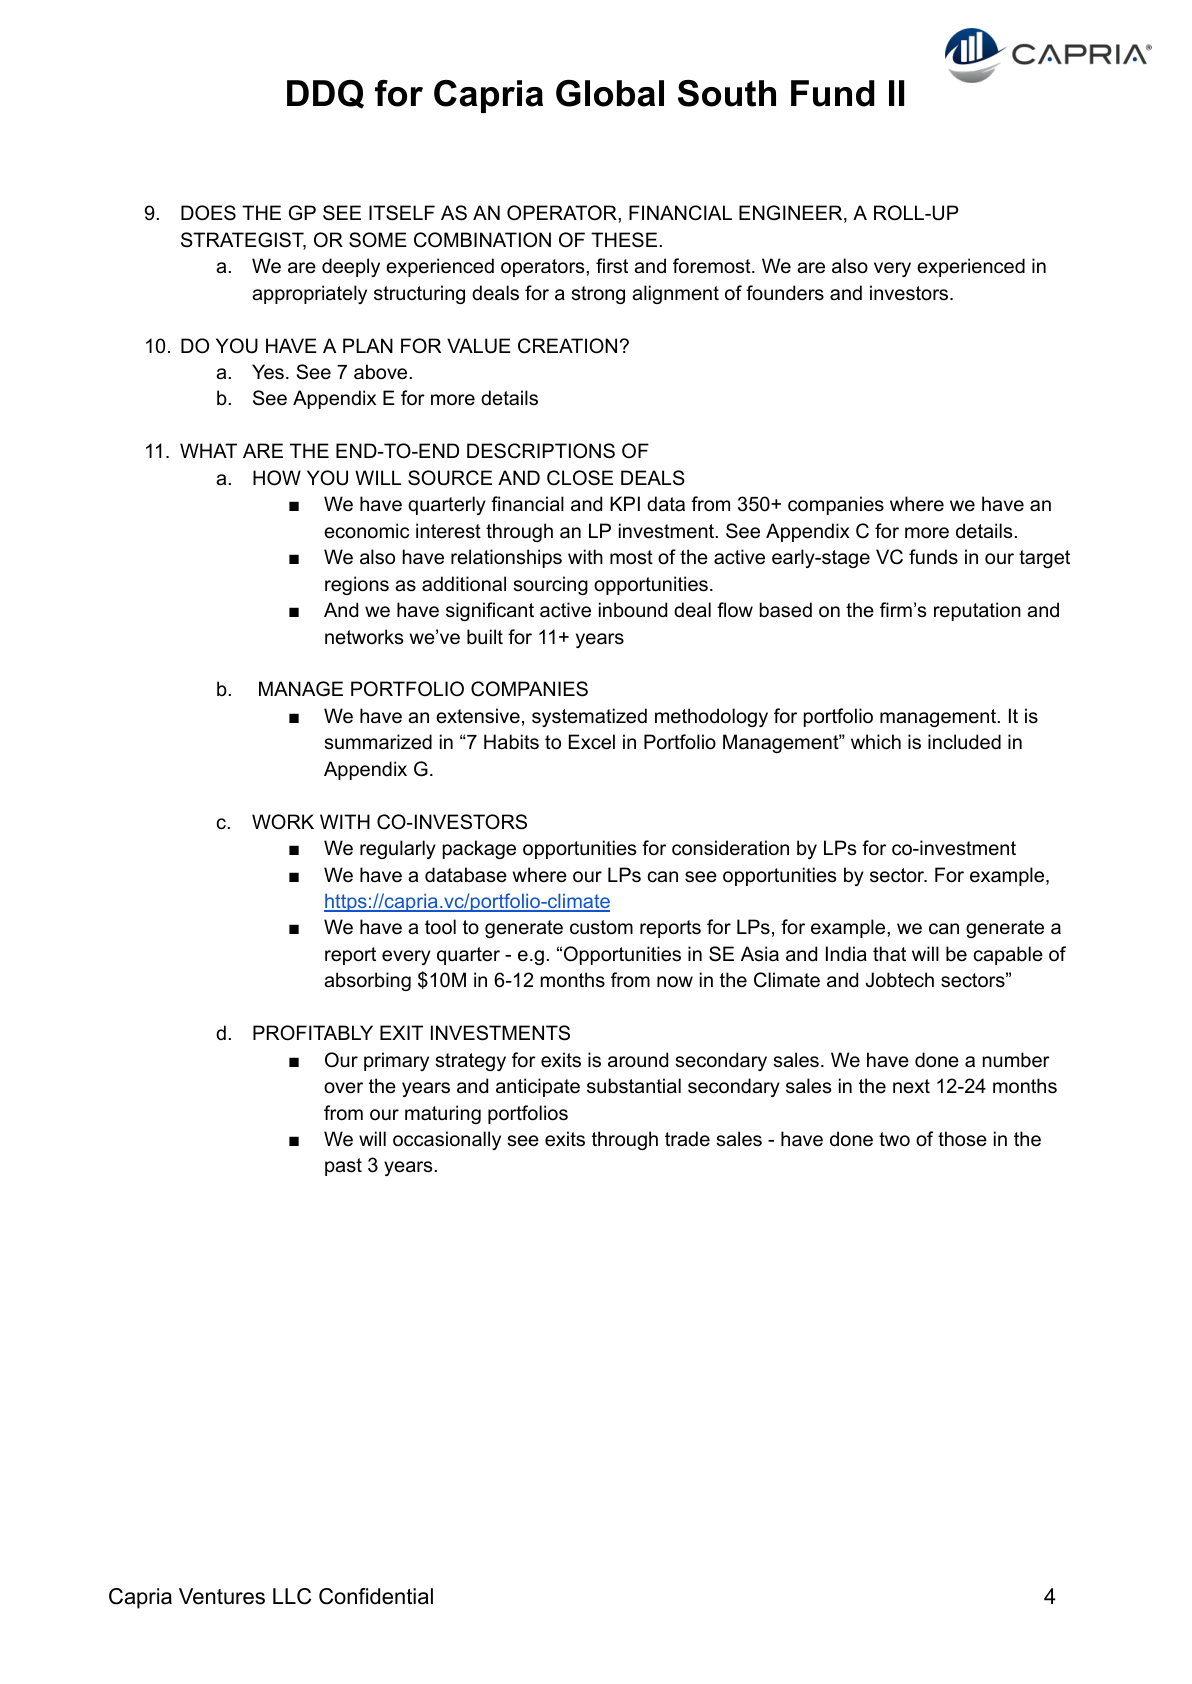 CAPRIA®
DDQ for Capria Global South Fund II
9. DOES THE GP SEE ITSELF AS AN OPERATOR, FINANCIAL ENGINEER, A ROLL-UP
STRATEGIST, OR SOME COMBINATION OF THESE.
a. We are deeply experienced operators, first and foremost. We are also very experienced in
appropriately structuring deals for a strong alignment of founders and investors.
10. DO YOU HAVE A PLAN FOR VALUE CREATION?
a. Yes. See 7 above.
b. See Appendix E for more details
11. WHAT ARE THE END-TO-END DESCRIPTIONS OF
a. HOW YOU WILL SOURCE AND CLOSE DEALS
■ We have quarterly financial and KPI data from 350+ companies where we have an
economic interest through an LP investment. See Appendix C for more details.
■ We also have relationships with most of the active early-stage VC funds in our target
regions as additional sourcing opportunities.
■ And we have significant active inbound deal flow based on the firm’s reputation and
networks we’ve built for 11+ years
b. MANAGE PORTFOLIO COMPANIES
■ We have an extensive, systematized methodology for portfolio management. It is
summarized in “7 Habits to Excel in Portfolio Management” which is included in
Appendix G.
c. WORK WITH CO-INVESTORS
■ We regularly package opportunities for consideration by LPs for co-investment
■ We have a database where our LPs can see opportunities by sector. For example,
https://capria.vc/portfolio-climate
■ We have a tool to generate custom reports for LPs, for example, we can generate a
report every quarter - e.g. “Opportunities in SE Asia and India that will be capable of
absorbing $10M in 6-12 months from now in the Climate and Jobtech sectors”
d. PROFITABLY EXIT INVESTMENTS
■ Our primary strategy for exits is around secondary sales. We have done a number
over the years and anticipate substantial secondary sales in the next 12-24 months
from our maturing portfolios
■ We will occasionally see exits through trade sales - have done two of those in the
past 3 years.
Capria Ventures LLC Confidential 4